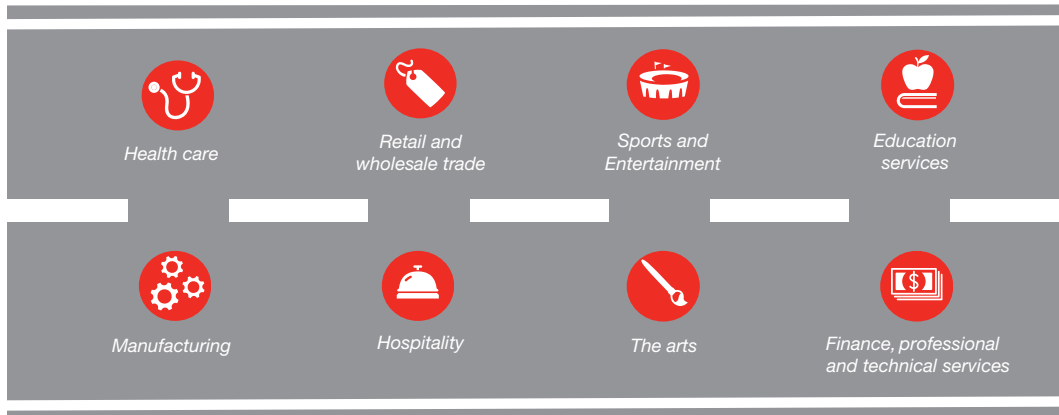 Health care
Retail and
wholesale trade
Sports and
Entertainment
Education
services
Manufacturing
Hospitality
The arts
$
Finance, professional
and technical services